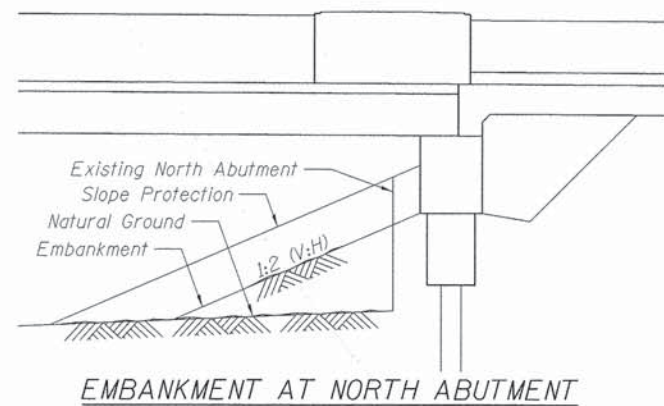 Existing North Abutment
Slope Protection
Natural Ground
Embankment
1:2 (V:H)
EMBANKMENT AT NORTH ABUTMENT